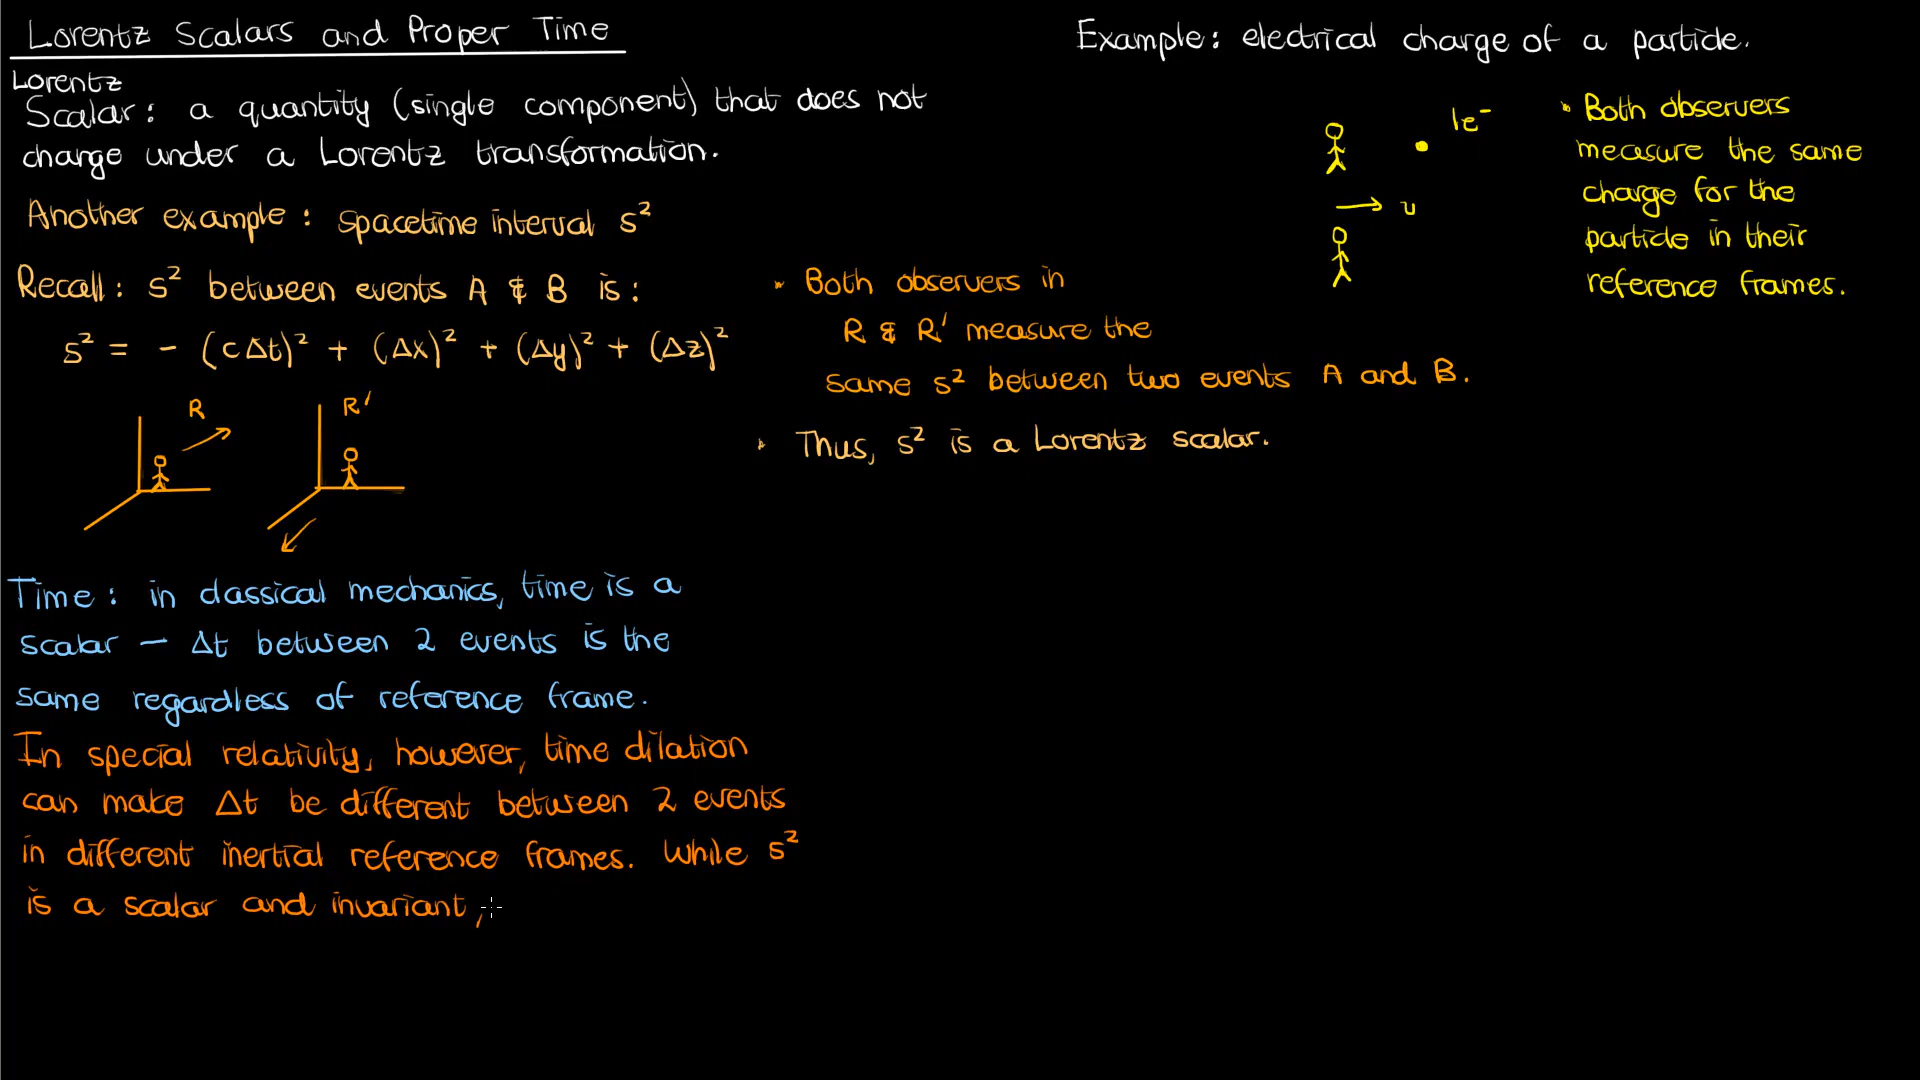 Lorentz Scalars and Proper Time
Lorentz
Scalar: a quantity (single component) that does not
change under a Lorentz transformation.
Another example: spacetime interval s²
Recall: s² between events A & B is:
s² = - (cΔt)² + (Δx)² + (Δy)² + (Δz)²
R
R'
Example: electrical charge of a particle.
1e⁻
υ
• Both observers
measure the same
charge for the
particle in their
reference frames.
• Both observers in
R & R' measure the
same s² between two events A and B.
• Thus, s² is a Lorentz scalar.
Time: in classical mechanics, time is a
scalar – Δt between 2 events is the
same regardless of reference frame.
In special relativity, however, time dilation
can make Δt be different between 2 events
in different inertial reference frames. While s²
is a scalar and invariant,